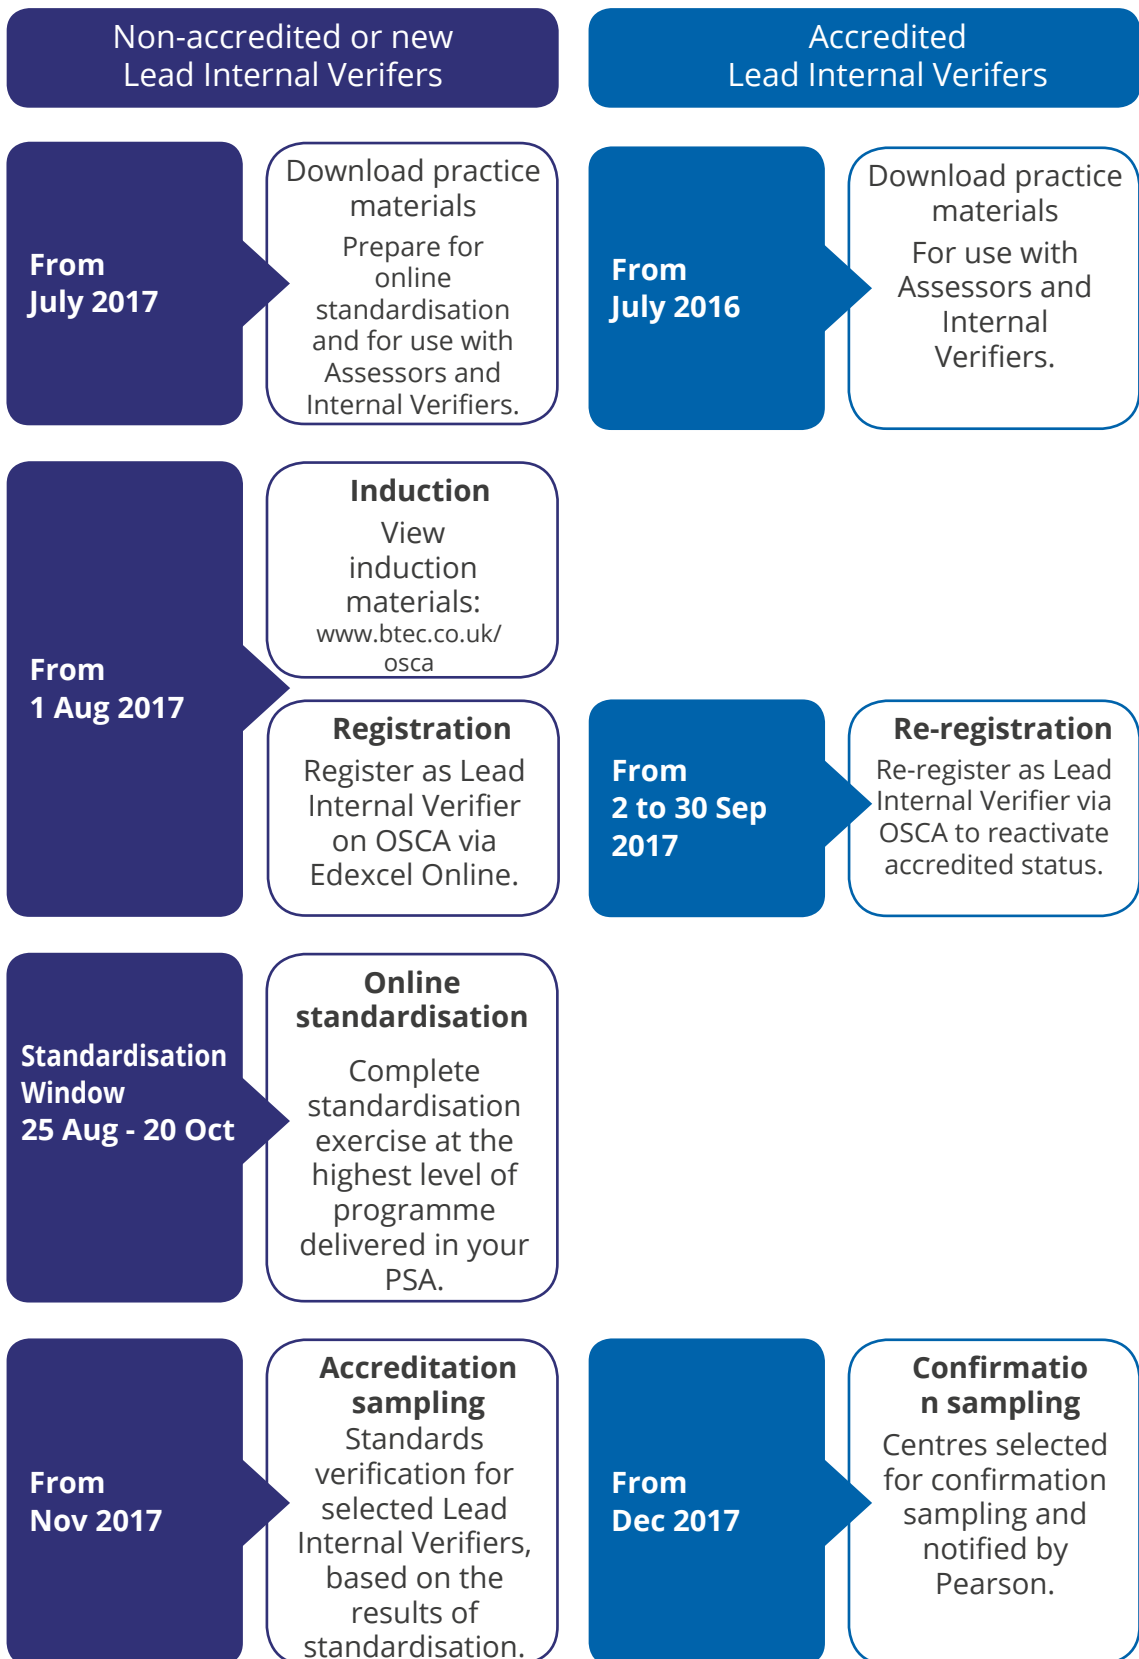 Non-accredited or new
Lead Internal Verifers
Accredited
Lead Internal Verifers
From
July 2017
Download practice
materials
Prepare for
online
standardisation
and for use with
Assessors and
Internal Verifiers.
From
July 2016
Download practice
materials
For use with
Assessors and
Internal
Verifiers.
From
1 Aug 2017
Induction
View
induction
materials:
www.btec.co.uk/
osca
Registration
Register as Lead
Internal Verifier
on OSCA via
Edexcel Online.
From
2 to 30 Sep
2017
Re-registration
Re-register as Lead
Internal Verifier via
OSCA to reactivate
accredited status.
Standardisation
Window
25 Aug - 20 Oct
Online
standardisation
Complete
standardisation
exercise at the
highest level of
programme
delivered in your
PSA.
From
Nov 2017
Accreditation
sampling
Standards
verification for
selected Lead
Internal Verifiers,
based on the
results of
standardisation.
From
Dec 2017
Confirmatio
n sampling
Centres selected
for confirmation
sampling and
notified by
Pearson.